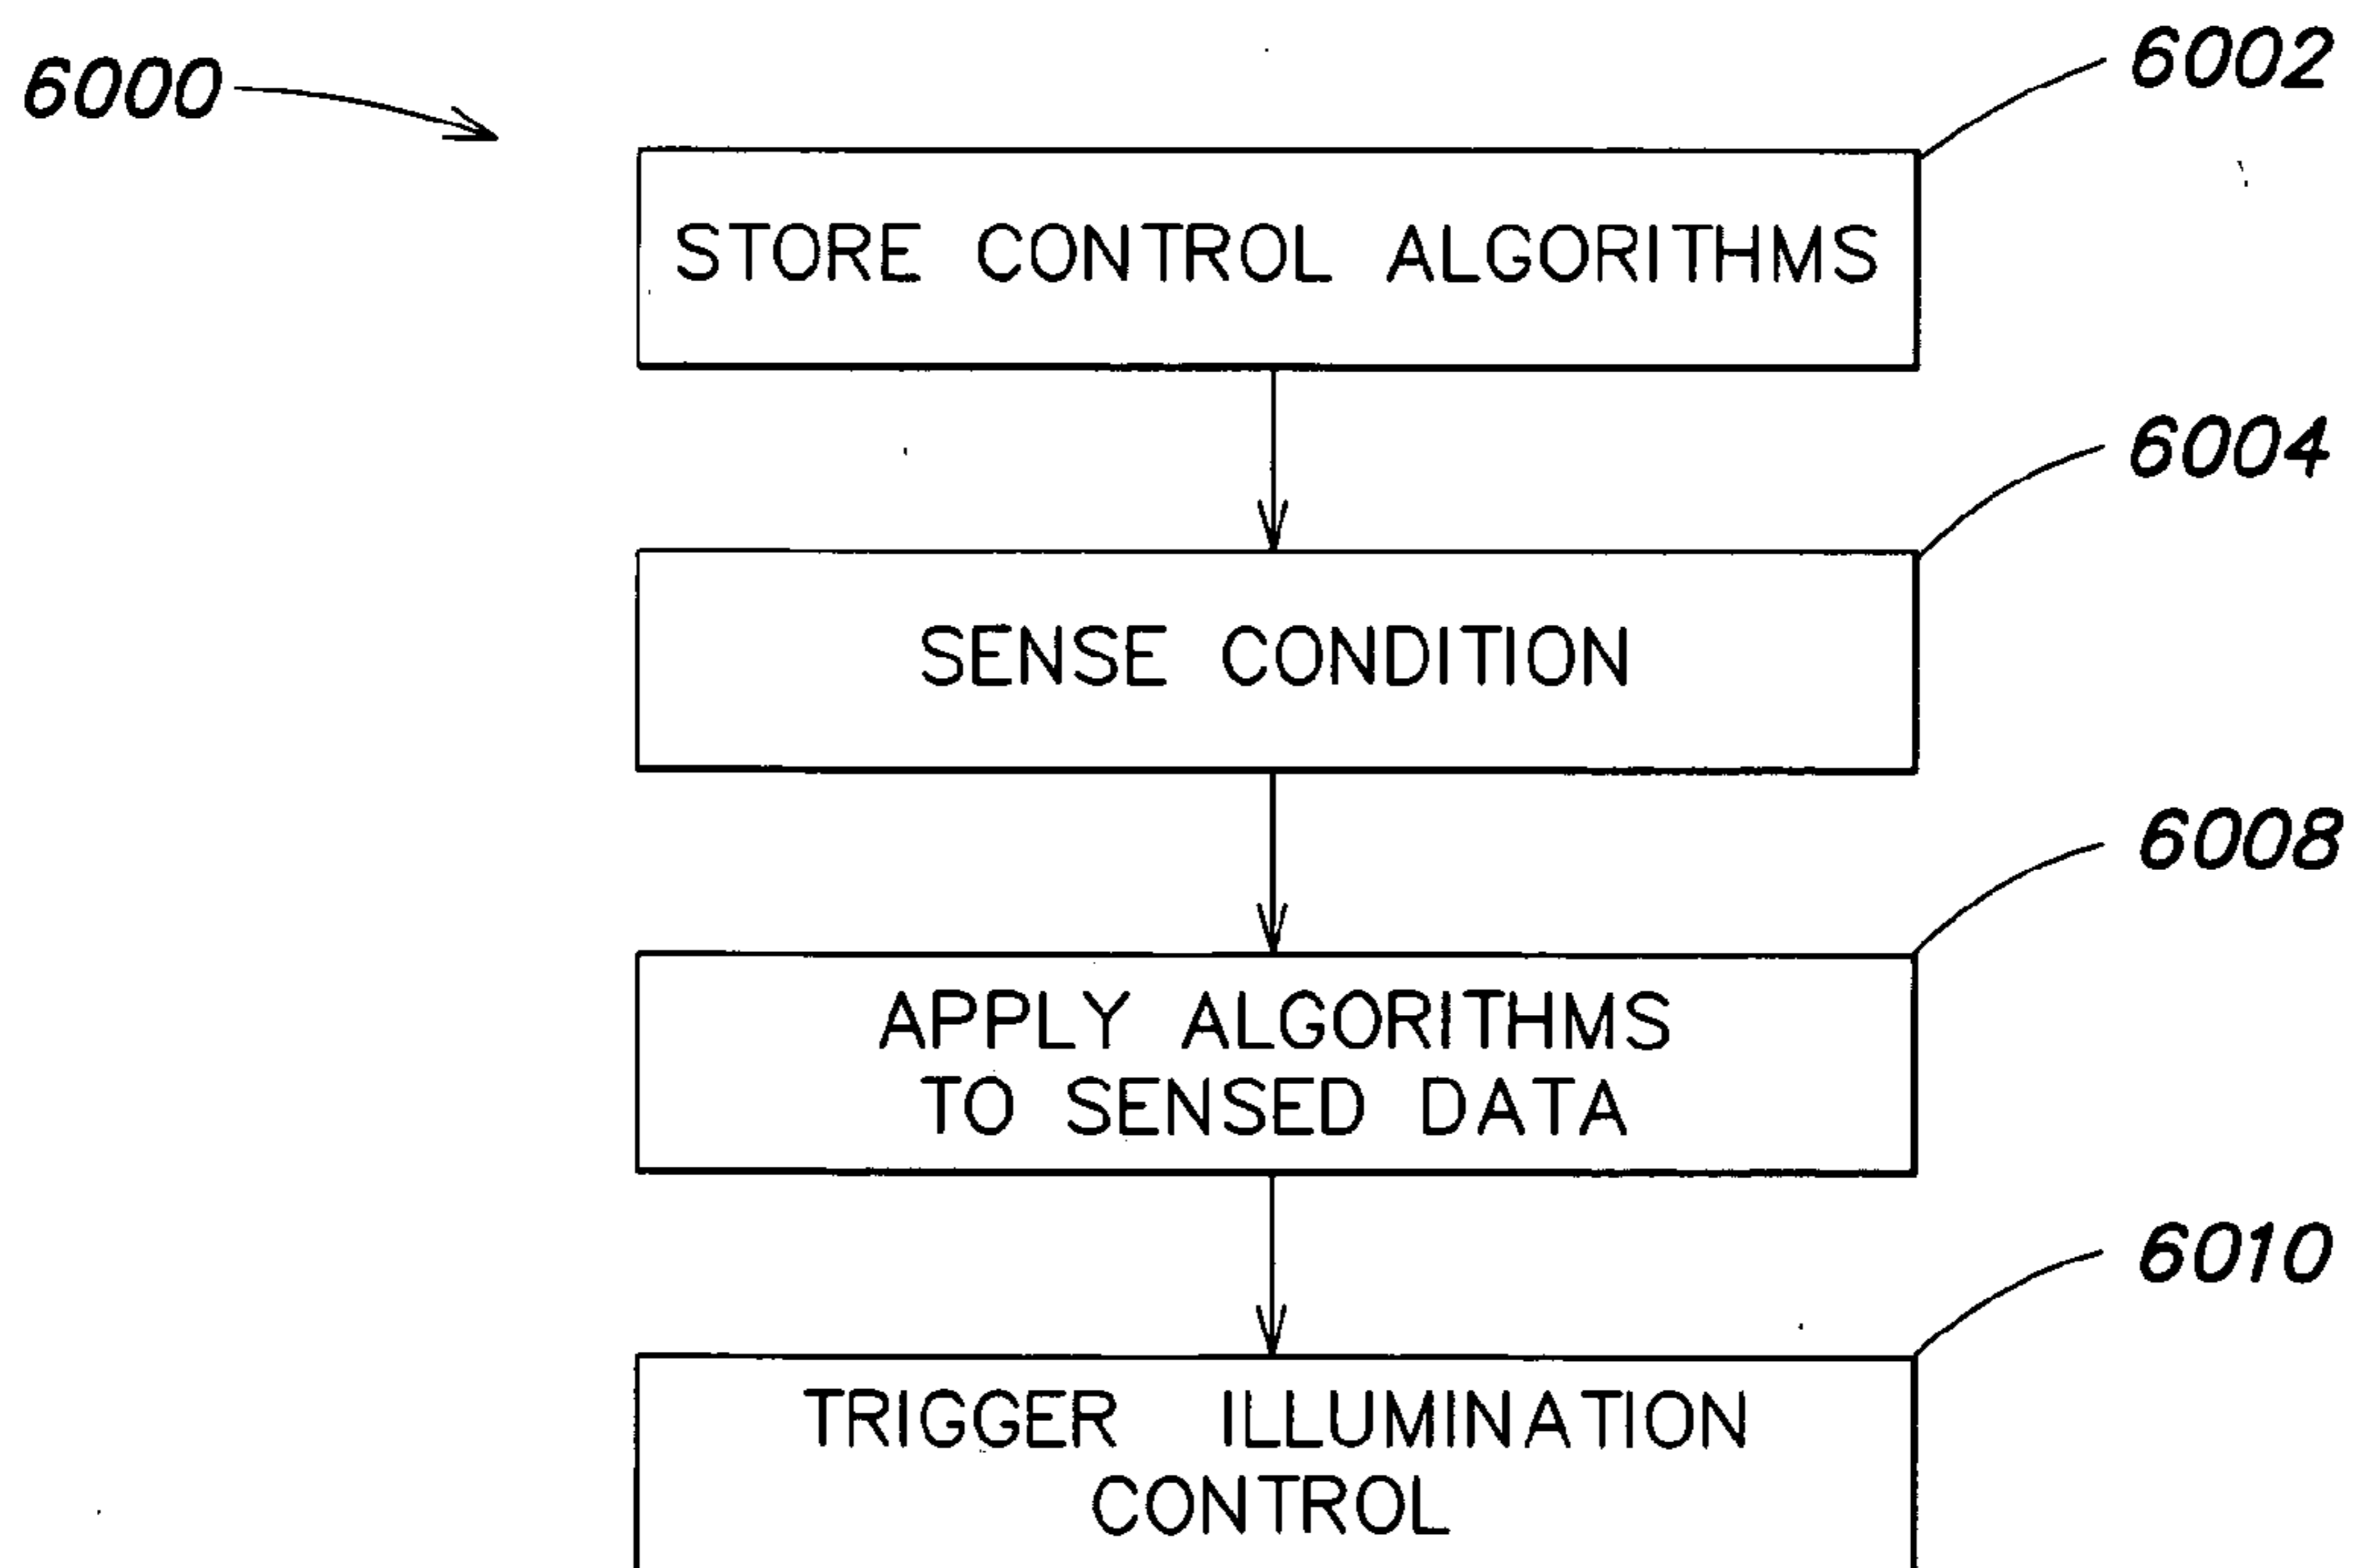 6000
6002
STORE CONTROL ALGORITHMS
6004
SENSE CONDITION
6008
APPLY ALGORITHMS
TO SENSED DATA
6010
TRIGGER ILLUMINATION
CONTROL